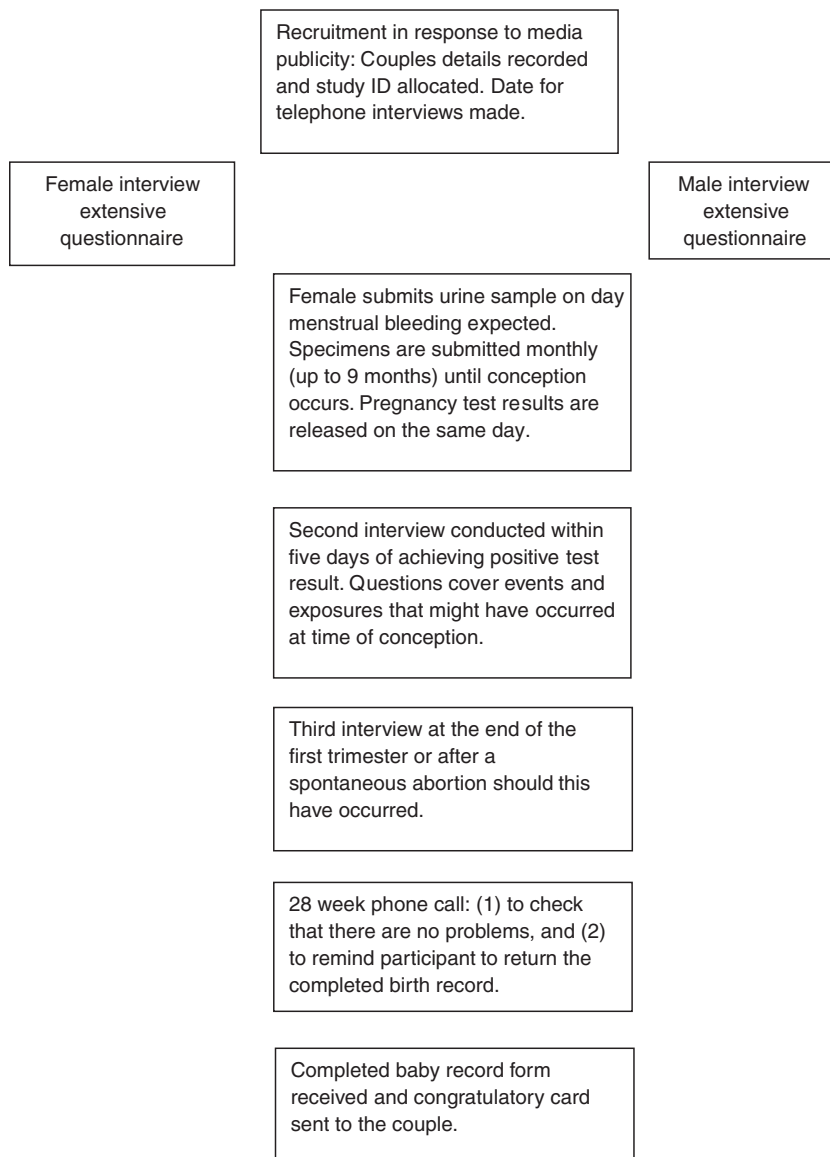 Recruitment in response to media
publicity: Couples details recorded
and study ID allocated. Date for
telephone interviews made.
Female interview
extensive
questionnaire
Male interview
extensive
questionnaire
Female submits urine sample on day
menstrual bleeding expected.
Specimens are submitted monthly
(up to 9 months) until conception
occurs. Pregnancy test results are
released on the same day.
Second interview conducted within
five days of achieving positive test
result. Questions cover events and
exposures that might have occurred
at time of conception.
Third interview at the end of the
first trimester or after a
spontaneous abortion should this
have occurred.
28 week phone call: (1) to check
that there are no problems, and (2)
to remind participant to return the
completed birth record.
Completed baby record form
received and congratulatory card
sent to the couple.